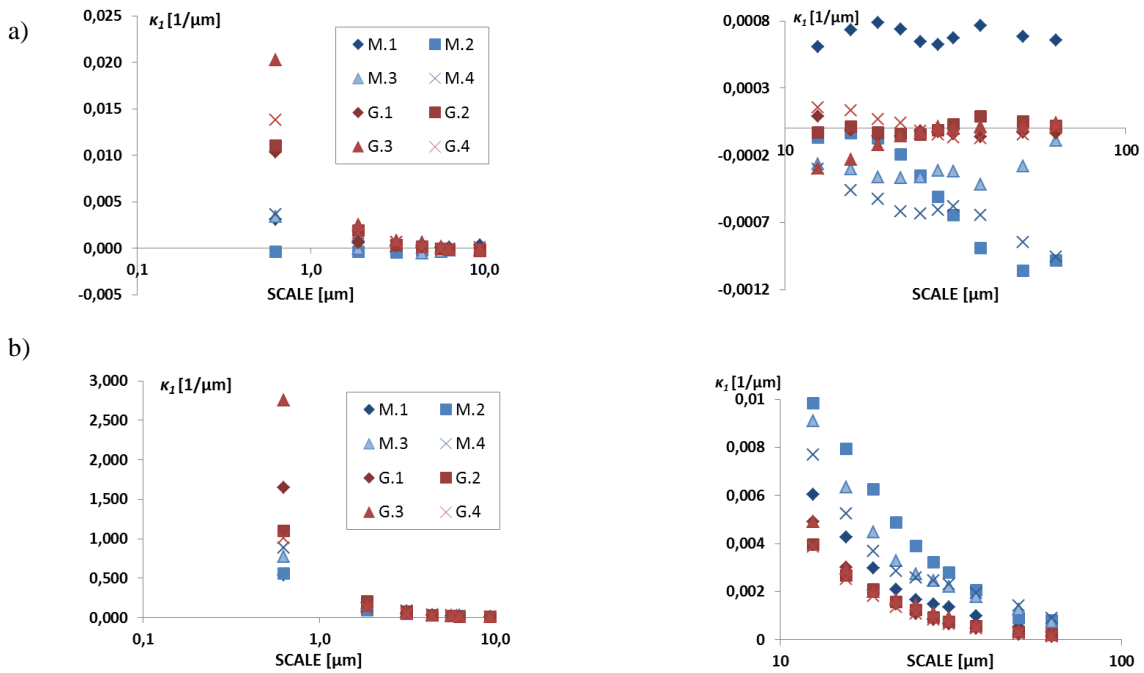 a)
κ1 [1/µm]
0,025
0,020
0,015
0,010
0,005
0,000
-0,005
0,1
1,0
10,0
SCALE [µm]
M.1 M.2
M.3 M.4
G.1 G.2
G.3 G.4
κ1 [1/µm]
0,0008
0,0003
-0,0002
-0,0007
-0,0012
10
100
SCALE [µm]
b)
κ1 [1/µm]
3,000
2,500
2,000
1,500
1,000
0,500
0,000
0,1
1,0
10,0
SCALE [µm]
M.1 M.2
M.3 M.4
G.1 G.2
G.3 G.4
κ1 [1/µm]
0,01
0,008
0,006
0,004
0,002
0
10
100
SCALE [µm]